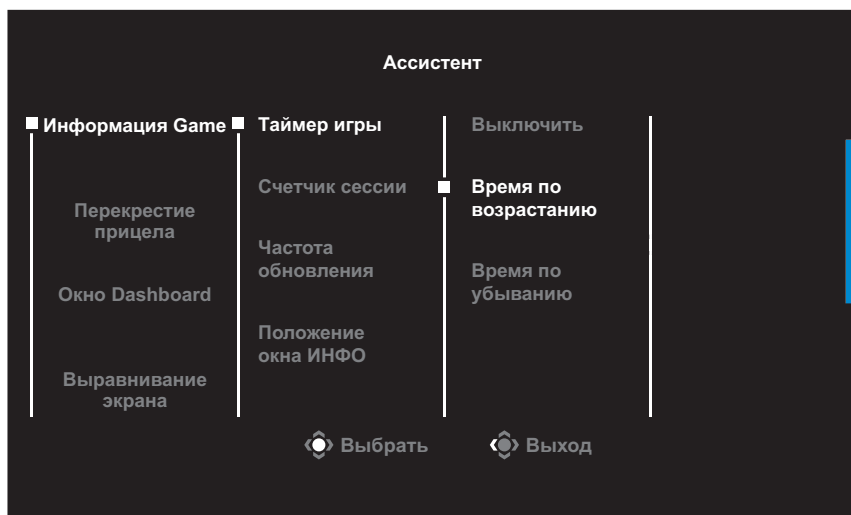 Ассистент
Информация Game
Перекрестие
прицела
Окно Dashboard
Выравнивание
экрана
Таймер игры
Счетчик сессии
Частота
обновления
Положение
окна ИНФО
Выключить
Время по
возрастанию
Время по
убыванию
Выбрать
Выход